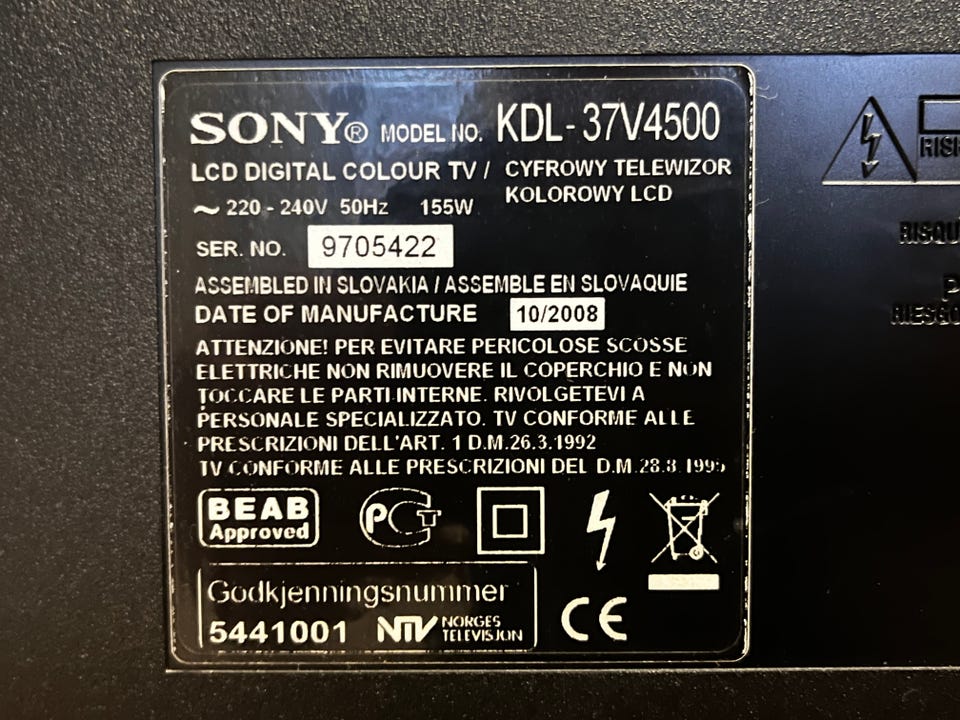 SONY® MODEL NO. KDL-37V4500
LCD DIGITAL COLOUR TV / CYFROWY TELEWIZOR
KOLOROWY LCD
~ 220 - 240V 50Hz 155W
SER. NO. 9705422
ASSEMBLED IN SLOVAKIA / ASSEMBLE EN SLOVAQUIE
DATE OF MANUFACTURE 10/2008
ATTENZIONE! PER EVITARE PERICOLOSE SCOSSE
ELETTRICHE NON RIMUOVERE IL COPERCHIO E NON
TOCCARE LE PARTI INTERNE. RIVOLGETEVI A
PERSONALE SPECIALIZZATO. TV CONFORME ALLE
PRESCRIZIONI DELL'ART. 1 D.M.26.3.1992
TV CONFORME ALLE PRESCRIZIONI DEL D.M.28.8.1995
BEAB
Approved
PCT
Godkjenningsnummer
5441001 NTV NORGES
TELEVISJON
CE